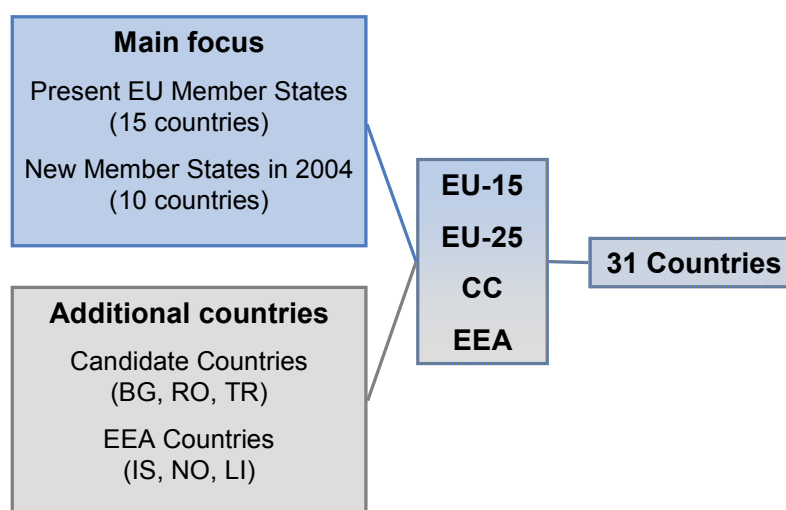 Main focus
Present EU Member States
(15 countries)
New Member States in 2004
(10 countries)
Additional countries
Candidate Countries
(BG, RO, TR)
EEA Countries
(IS, NO, LI)
EU-15
EU-25
CC
EEA
31 Countries